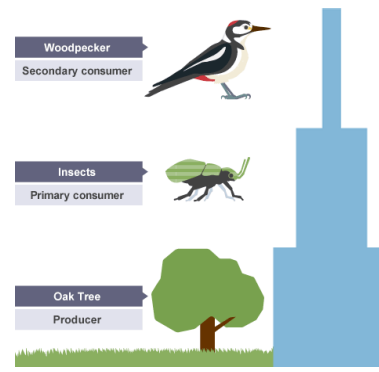 Woodpecker
Secondary consumer
Insects
Primary consumer
Oak Tree
Producer